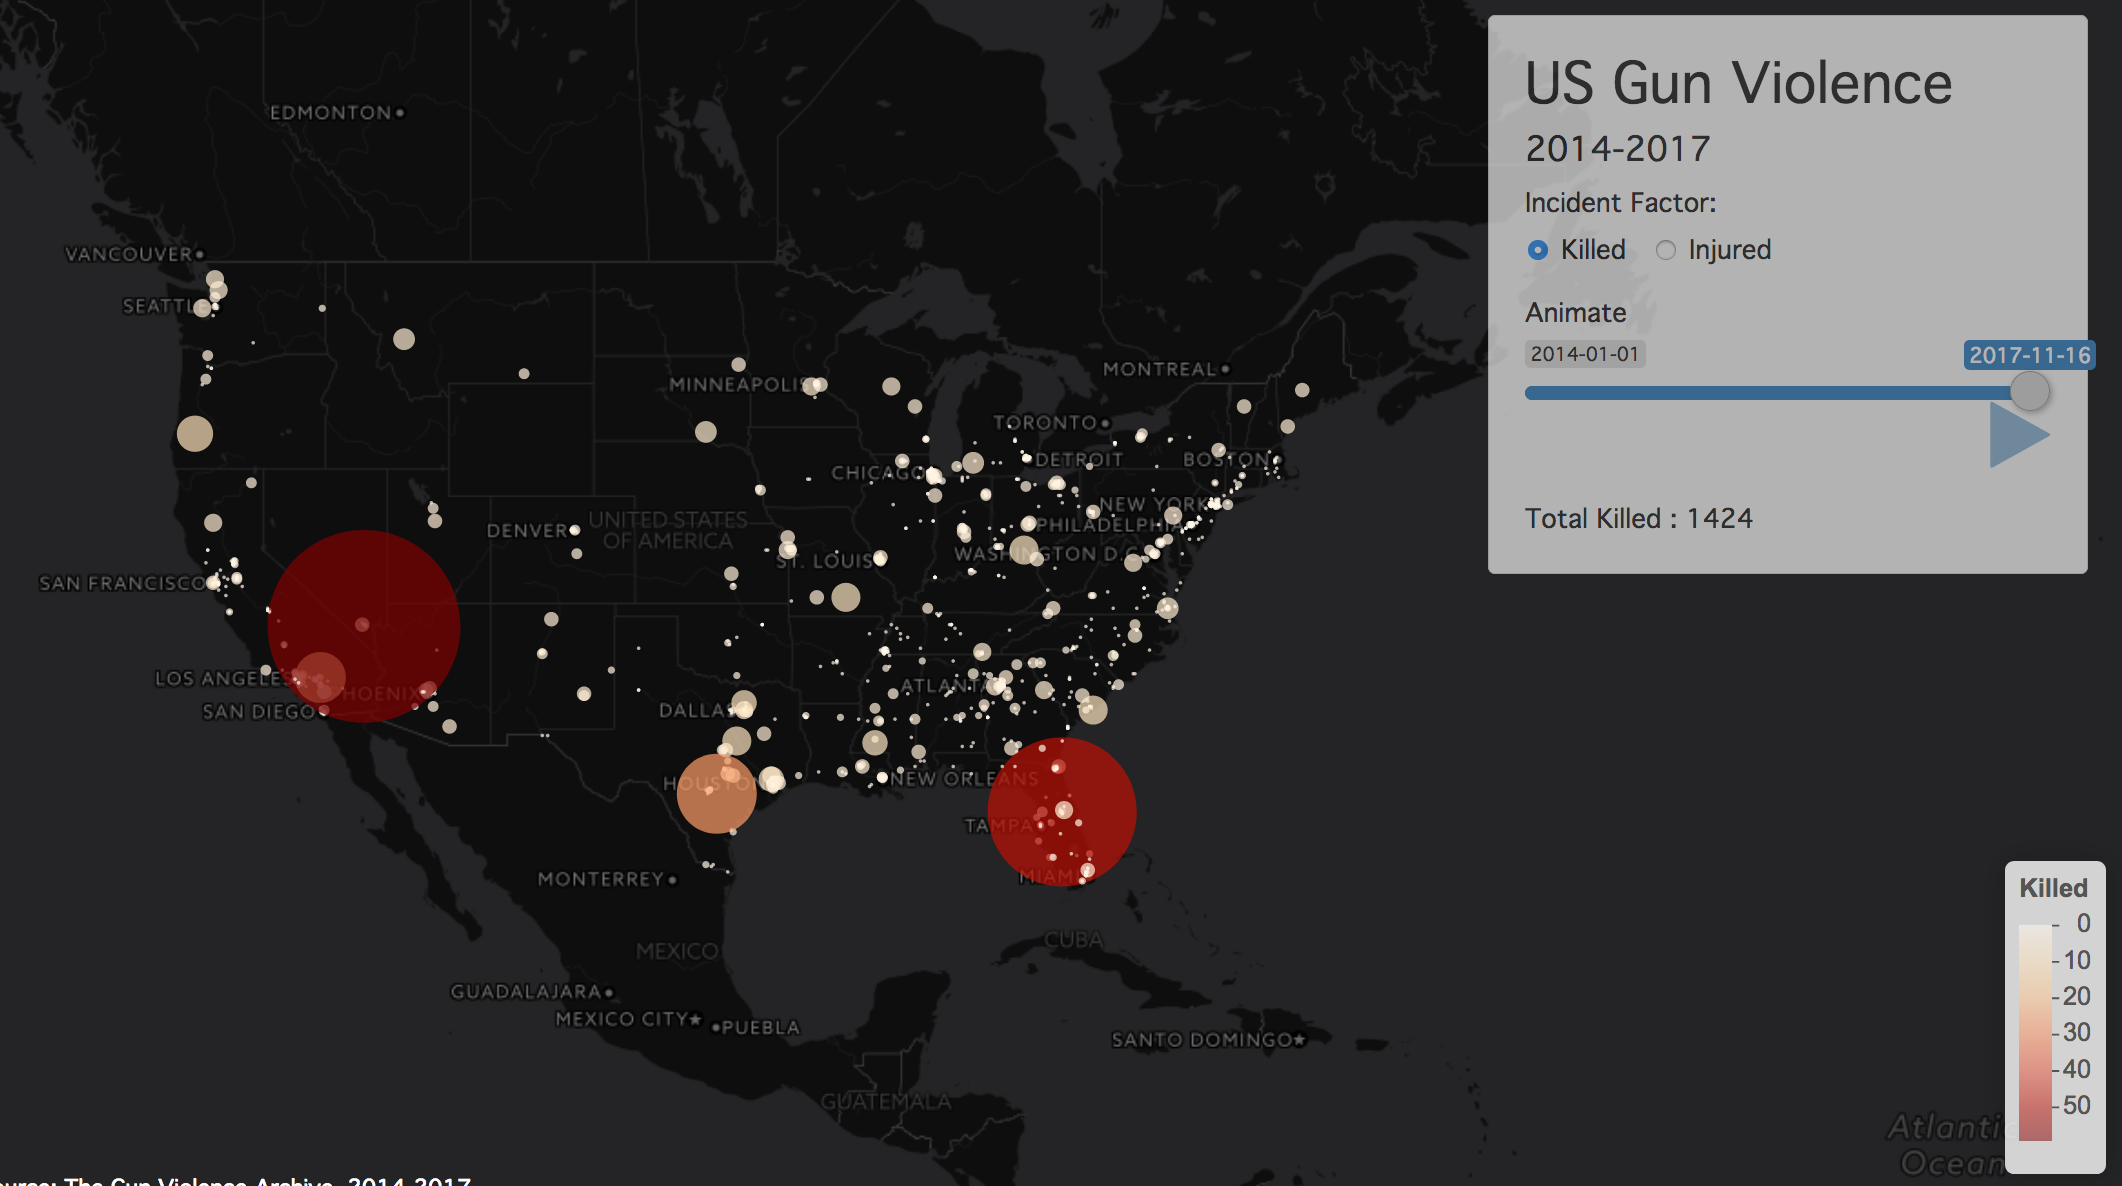 US Gun Violence
2014-2017
Incident Factor:
Killed Injured
Animate
2014-01-01 2017-11-16
Total Killed : 1424
EDMONTON
VANCOUVER
SEATTLE
MINNEAPOLIS
MONTREAL
TORONTO
CHICAGO
DETROIT
BOSTON
NEW YORK
PHILADELPHIA
DENVER
UNITED STATES
OF AMERICA
ST. LOUIS
WASHINGTON D.C.
SAN FRANCISCO
LOS ANGELES
PHOENIX
SAN DIEGO
DALLAS
ATLANTA
HOUSTON
NEW ORLEANS
TAMPA
MIAMI
MONTERREY
MEXICO
CUBA
GUADALAJARA
MEXICO CITY
PUEBLA
SANTO DOMINGO
GUATEMALA
Killed
0
10
20
30
40
50
Atlantic
Ocean
ource: The Gun Violence Archive, 2014-2017